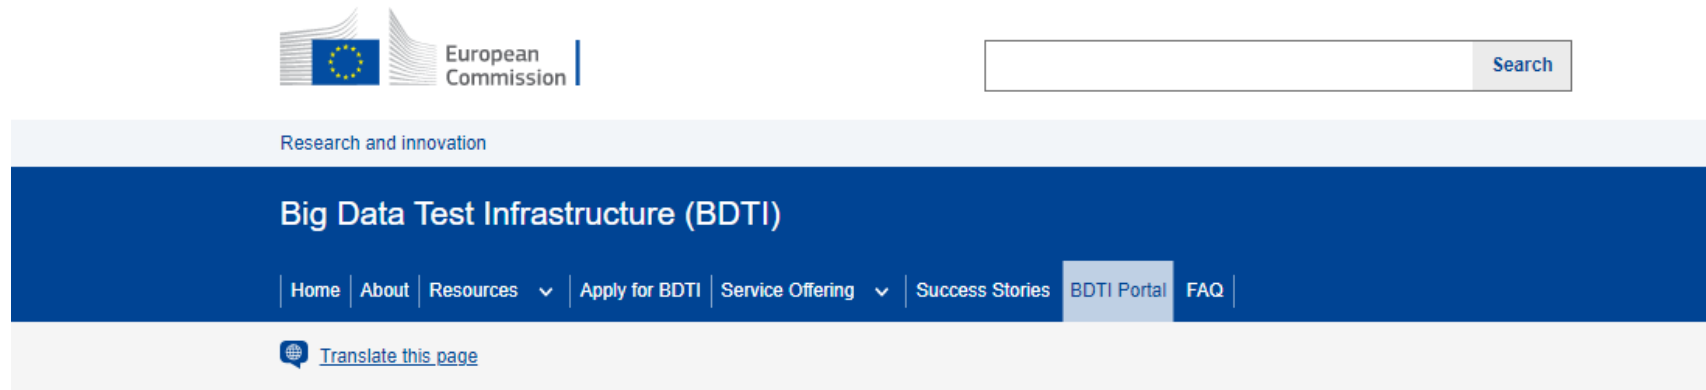 European
Commission
Search
Research and innovation
Big Data Test Infrastructure (BDTI)
Home About Resources Apply for BDTI Service Offering Success Stories BDTI Portal FAQ
Translate this page